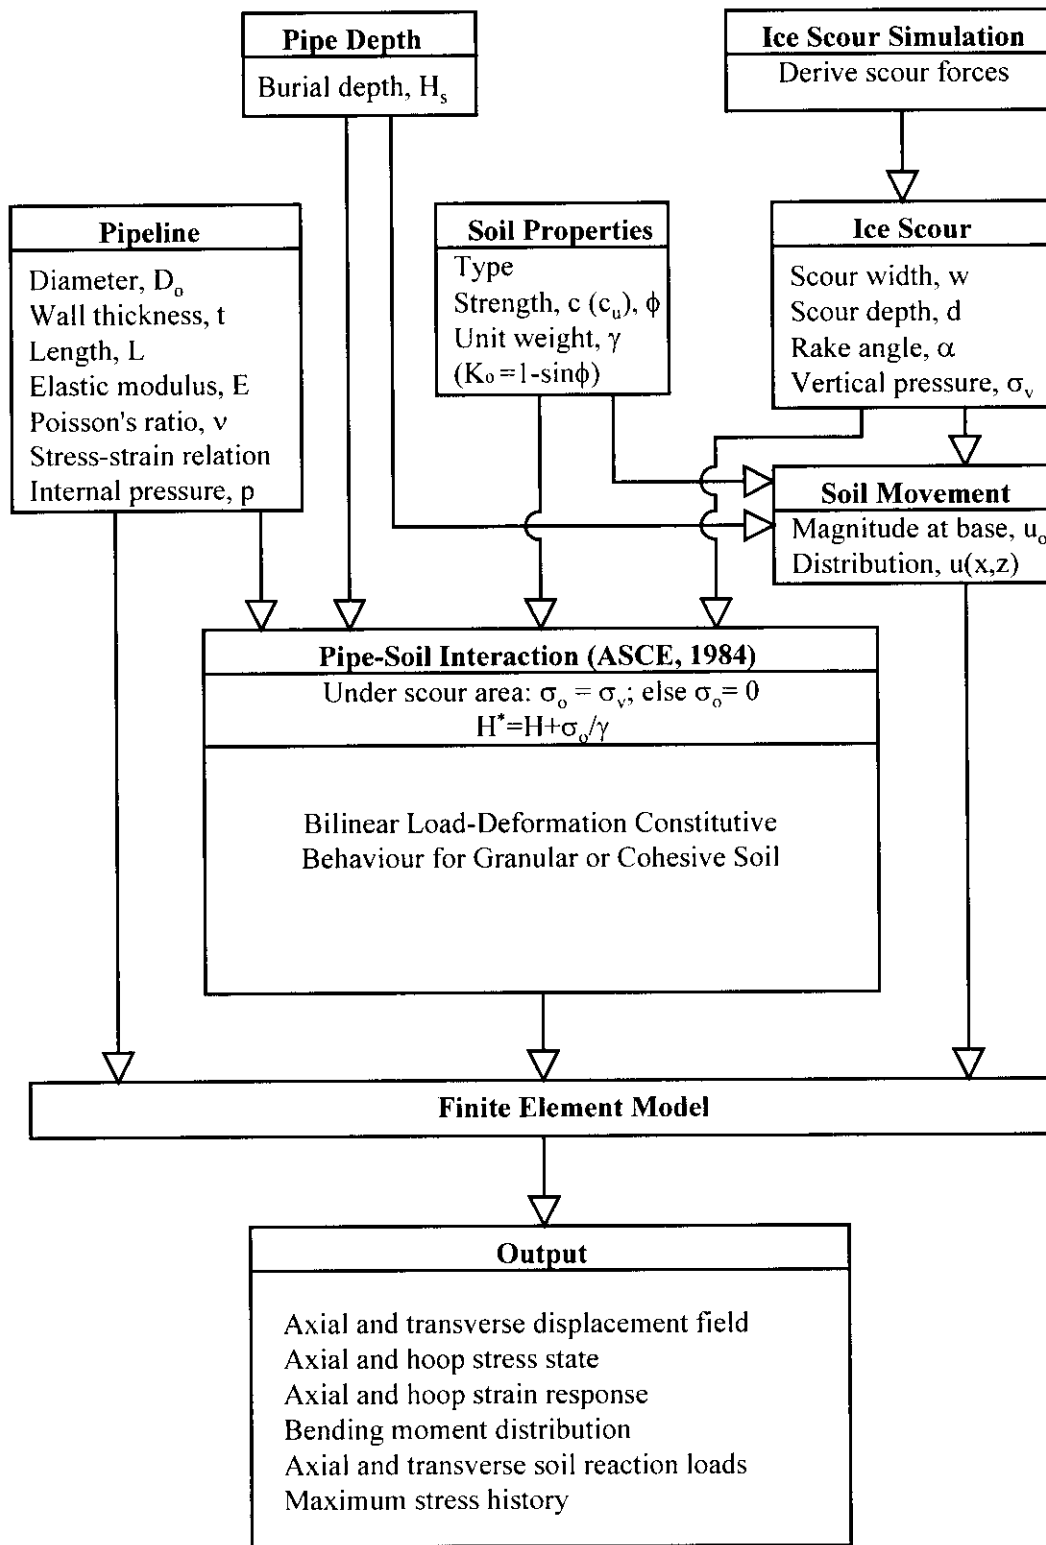 Pipe Depth
Burial depth, Hs
Ice Scour Simulation
Derive scour forces
Pipeline
Diameter, Do
Wall thickness, t
Length, L
Elastic modulus, E
Poisson's ratio, ν
Stress-strain relation
Internal pressure, p
Soil Properties
Type
Strength, c (cu), ϕ
Unit weight, γ
(Ko =1-sinϕ)
Ice Scour
Scour width, w
Scour depth, d
Rake angle, α
Vertical pressure, σv
Soil Movement
Magnitude at base, uo
Distribution, u(x,z)
Pipe-Soil Interaction (ASCE, 1984)
Under scour area: σo = σv; else σo= 0
H*=H+σo/γ
Bilinear Load-Deformation Constitutive
Behaviour for Granular or Cohesive Soil
Finite Element Model
Output
Axial and transverse displacement field
Axial and hoop stress state
Axial and hoop strain response
Bending moment distribution
Axial and transverse soil reaction loads
Maximum stress history